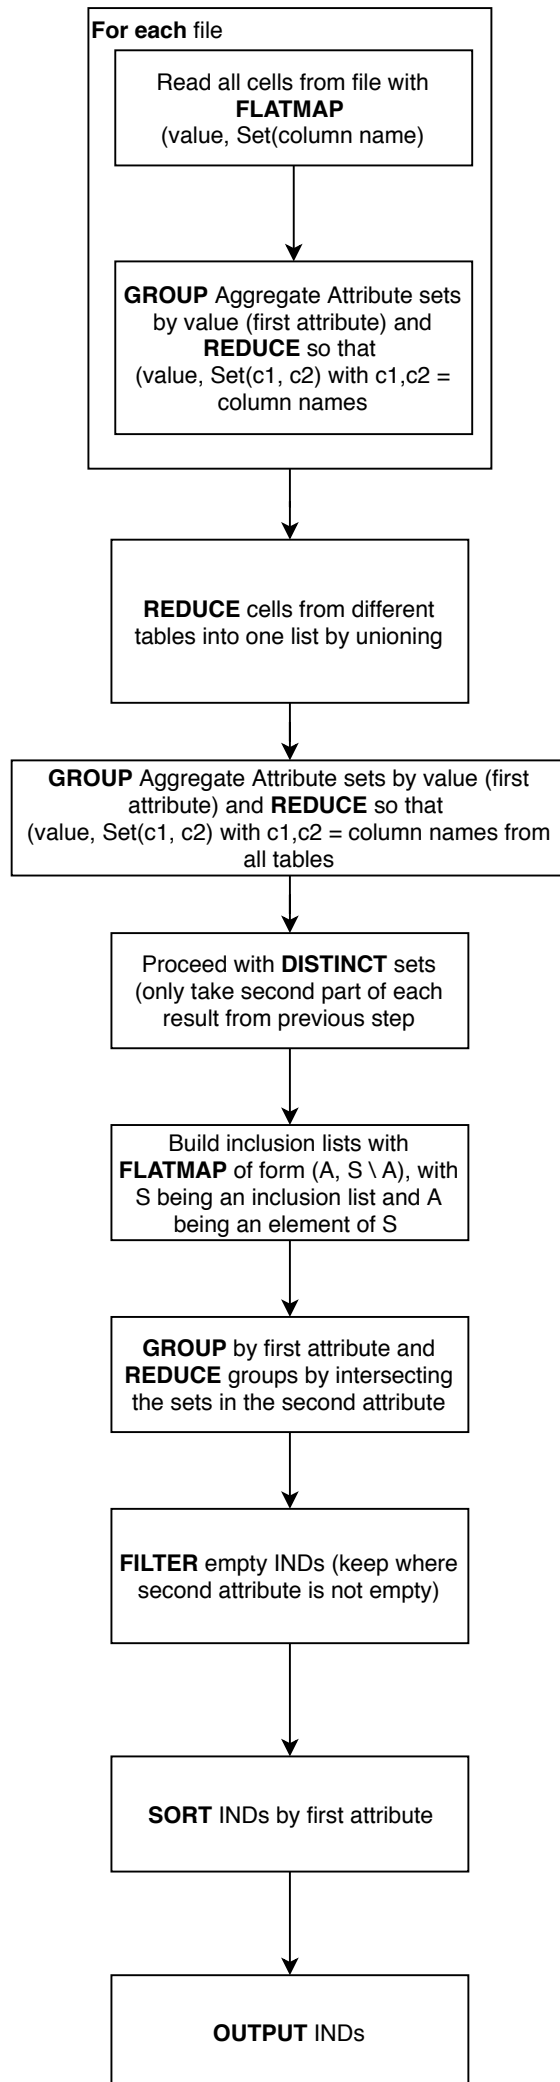 For each file
Read all cells from file with
FLATMAP
(value, Set(column name)
GROUP Aggregate Attribute sets
by value (first attribute) and
REDUCE so that
(value, Set(c1, c2) with c1,c2 =
column names
REDUCE cells from different
tables into one list by unioning
GROUP Aggregate Attribute sets by value (first
attribute) and REDUCE so that
(value, Set(c1, c2) with c1,c2 = column names from
all tables
Proceed with DISTINCT sets
(only take second part of each
result from previous step
Build inclusion lists with
FLATMAP of form (A, S \ A), with
S being an inclusion list and A
being an element of S
GROUP by first attribute and
REDUCE groups by intersecting
the sets in the second attribute
FILTER empty INDs (keep where
second attribute is not empty)
SORT INDs by first attribute
OUTPUT INDs